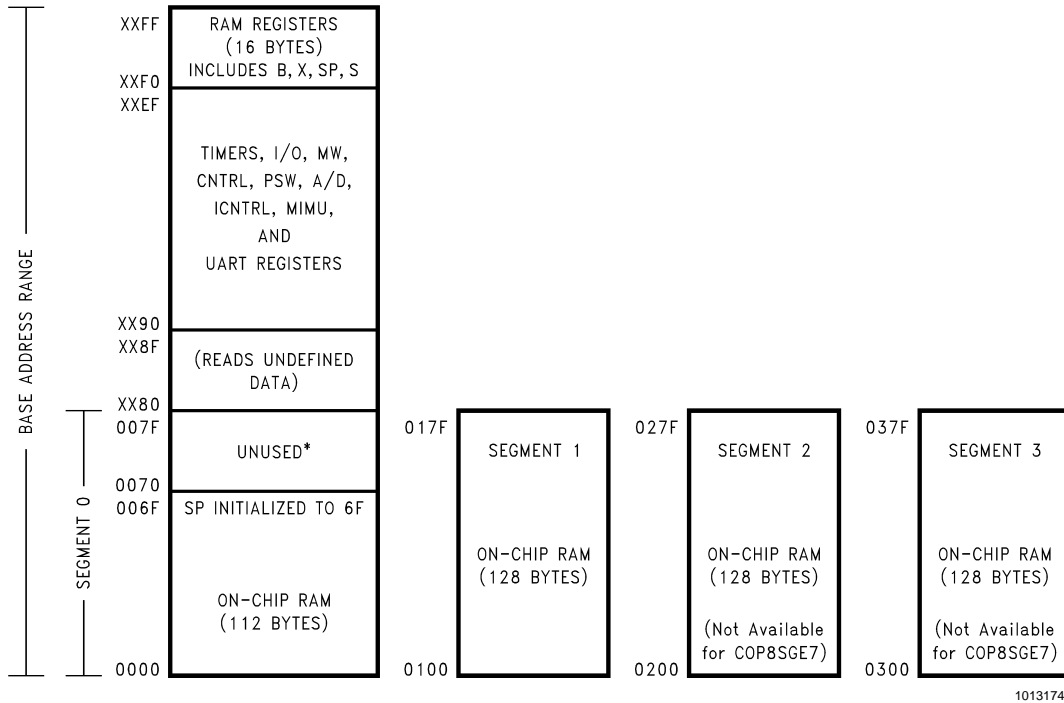 XXFF
RAM REGISTERS
(16 BYTES)
INCLUDES B, X, SP, S
XXF0
XXEF
TIMERS, I/O, MW,
CNTRL, PSW, A/D,
ICNTRL, MIMU,
AND
UART REGISTERS
XX90
XX8F
(READS UNDEFINED
DATA)
XX80
BASE ADDRESS RANGE
007F
UNUSED*
0070
006F
SP INITIALIZED TO 6F
ON-CHIP RAM
(112 BYTES)
0000
SEGMENT 0
017F
SEGMENT 1
ON-CHIP RAM
(128 BYTES)
0100
027F
SEGMENT 2
ON-CHIP RAM
(128 BYTES)
(Not Available
for COP8SGE7)
0200
037F
SEGMENT 3
ON-CHIP RAM
(128 BYTES)
(Not Available
for COP8SGE7)
0300
1013174